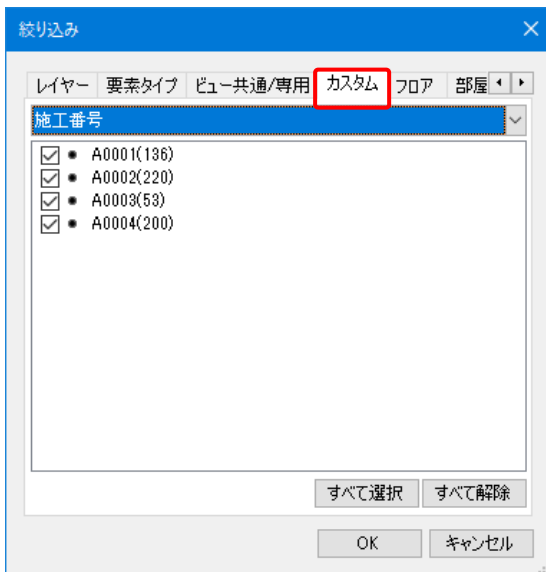 絞り込み
レイヤー 要素タイプ ビュー共通/専用 カスタム フロア 部屋
施工番号
A0001(136)
A0002(220)
A0003(53)
A0004(200)
すべて選択 すべて解除
OK キャンセル